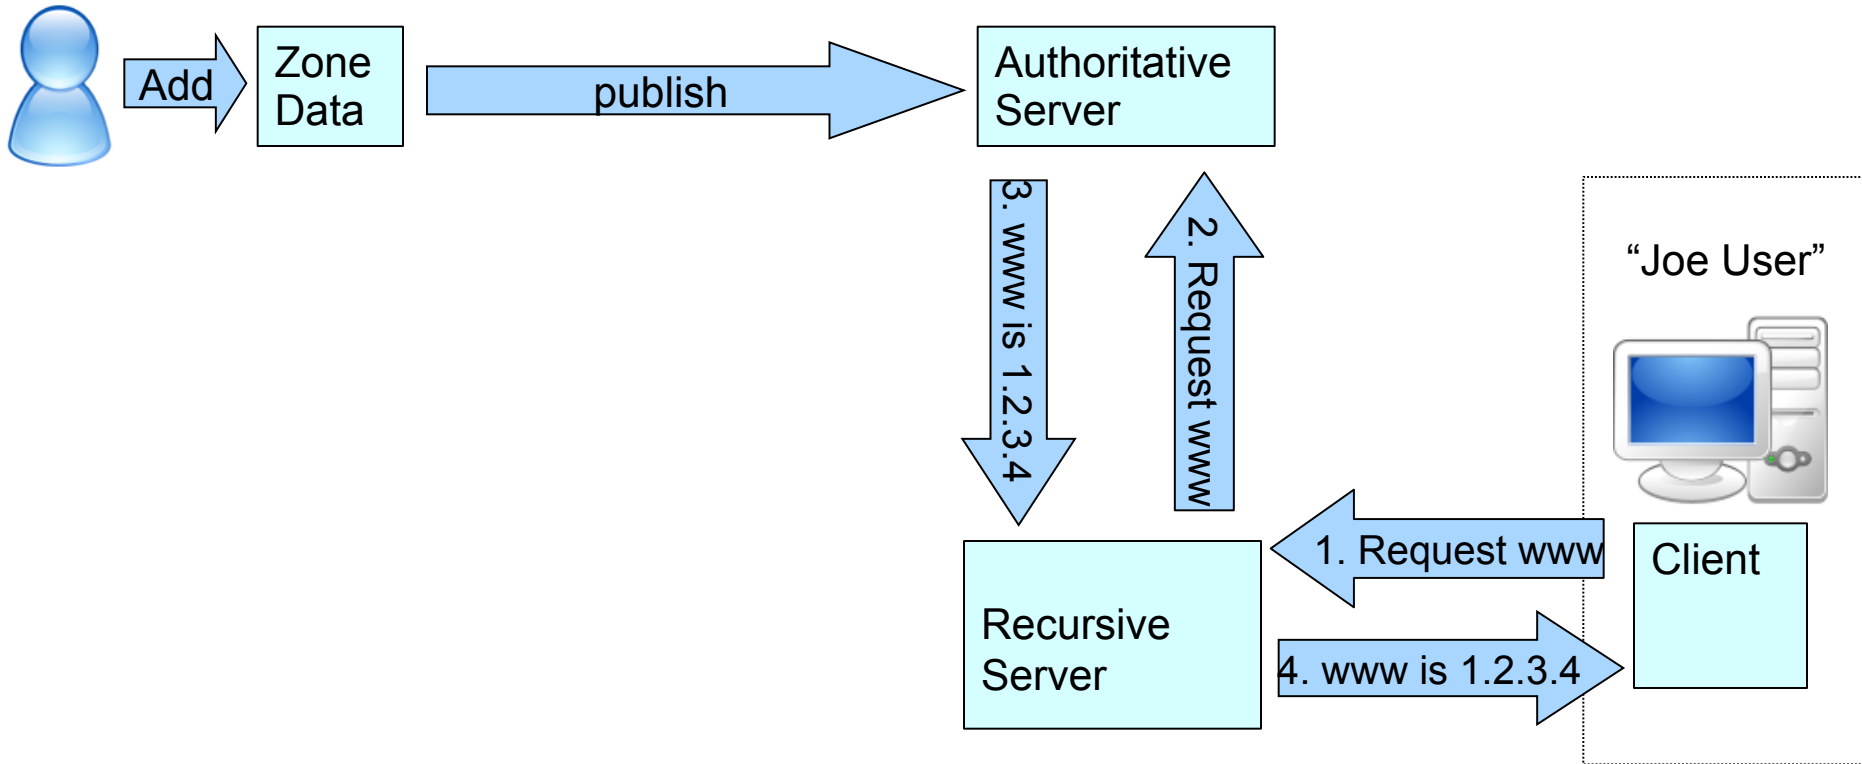 Add
Zone
Data
publish
Authoritative
Server
3. www is 1.2.3.4
2. Request www
“Joe User”
1. Request www
Client
Recursive
Server
4. www is 1.2.3.4